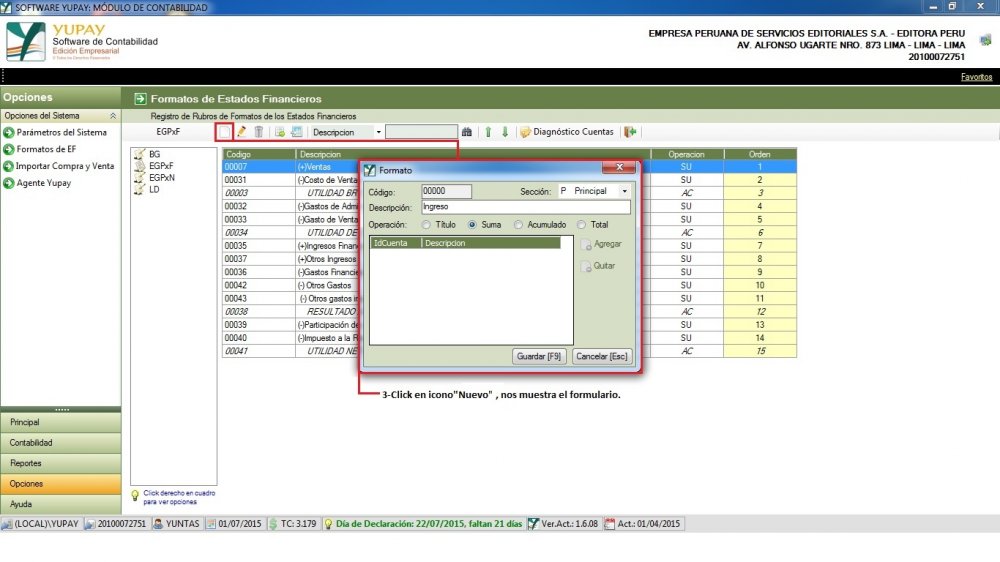 SOFTWARE YUPAY: MÓDULO DE CONTABILIDAD
YUPAY
Software de Contabilidad
Edición Empresarial
EMPRESA PERUANA DE SERVICIOS EDITORIALES S.A. - EDITORA PERU
AV. ALFONSO UGARTE NRO. 873 LIMA - LIMA - LIMA
20100072751
Favoritos
Opciones
Formatos de Estados Financieros
Opciones del Sistema
Registro de Rubros de Formatos de los Estados Financieros
Parámetros del Sistema
Formatos de EF
Importar Compra y Venta
Agente Yupay
EGPxF
Descripcion
Diagnóstico Cuentas
BG
EGPxF
EGPxN
LD
Codigo Descripcion Operacion Orden
00007 (+)Ventas SU 1
00031 (-)Costo de Venta SU 2
00003 UTILIDAD BR AC 3
00032 (-)Gastos de Admi SU 4
00033 (-)Gasto de Venta SU 5
00034 UTILIDAD DE AC 6
00035 (+)Ingresos Finan SU 7
00037 (+)Otros Ingresos SU 8
00036 (-)Gastos Financie SU 9
00042 (-) Otros Gastos SU 10
00043 (-) Otros gastos in SU 11
00038 RESULTADO AC 12
00039 (-)Participación de SU 13
00040 (-)Impuesto a la R SU 14
00041 UTILIDAD NE AC 15
Formato
Código: 00000 Sección: P Principal
Descripción: Ingreso
Operación: Título Suma Acumulado Total
IdCuenta Descripcion
Agregar
Quitar
Guardar [F9] Cancelar [Esc]
3-Click en icono"Nuevo" , nos muestra el formulario.
Principal
Contabilidad
Reportes
Opciones
Ayuda
Click derecho en cuadro
para ver opciones
(LOCAL)\YUPAY 20100072751 YUNTAS 01/07/2015 TC: 3.179 Día de Declaración: 22/07/2015, faltan 21 días Ver.Act.: 1.6.08 Act.: 01/04/2015